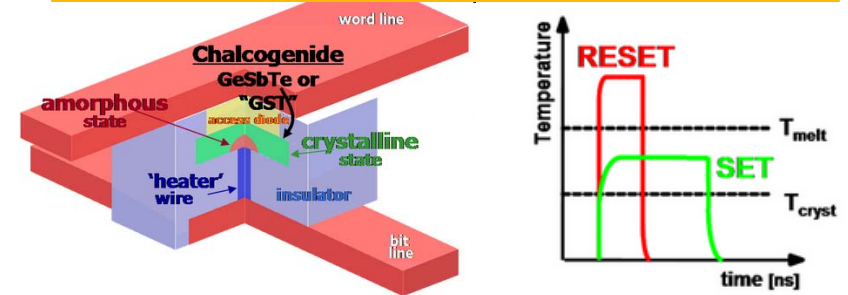 word line
Chalcogenide
GeSbTe or
"GST"
access diode
amorphous
state
crystalline
state
'heater'
wire
insulator
bit
line
Temperature
RESET
Tmelt
SET
Tcryst
time [ns]